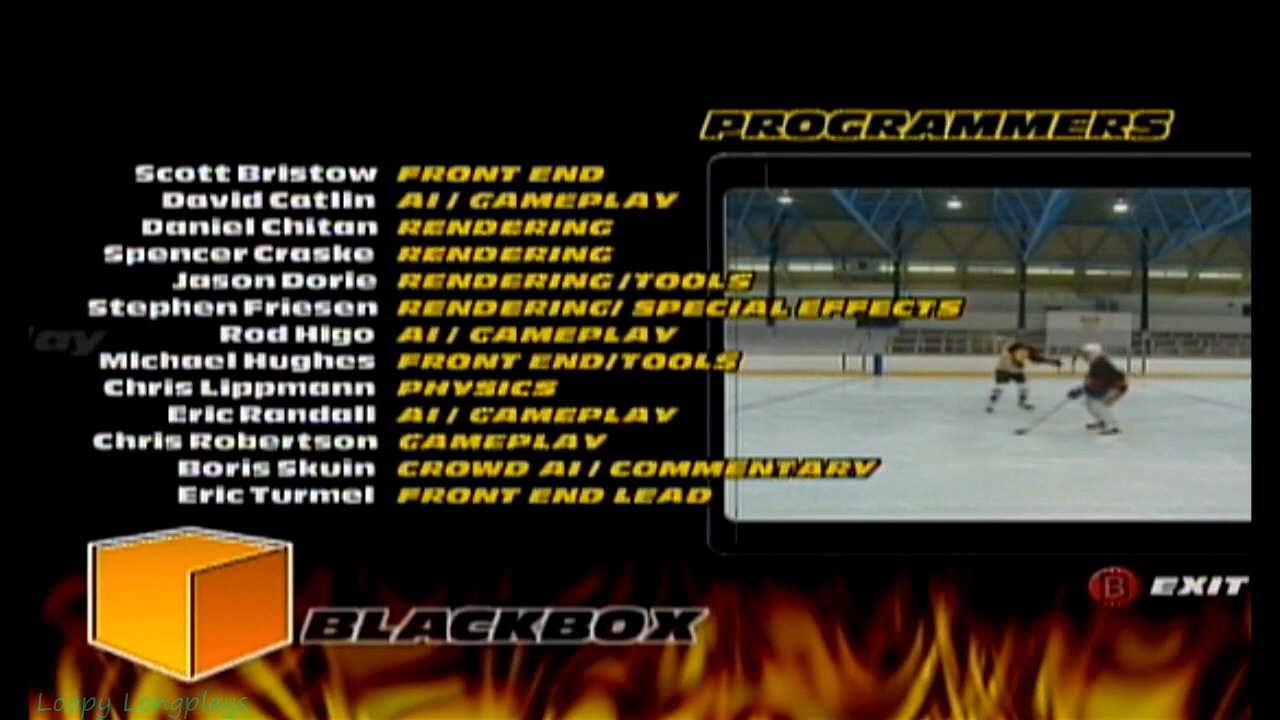 PROGRAMMERS
Scott Bristow FRONT END
David Catlin AI / GAMEPLAY
Daniel Chitan RENDERING
Spencer Craske RENDERING
Jason Dorie RENDERING /TOOLS
Stephen Friesen RENDERING/ SPECIAL EFFECTS
Rod Higo AI / GAMEPLAY
ay
Michael Hughes FRONT END/TOOLS
Chris Lippmann PHYSICS
Eric Randall AI / GAMEPLAY
Chris Robertson GAMEPLAY
Boris Skuin CROWD AI / COMMENTARY
Eric Turmel FRONT END LEAD
B EXIT
BLACKBOX
Loopy Longplays